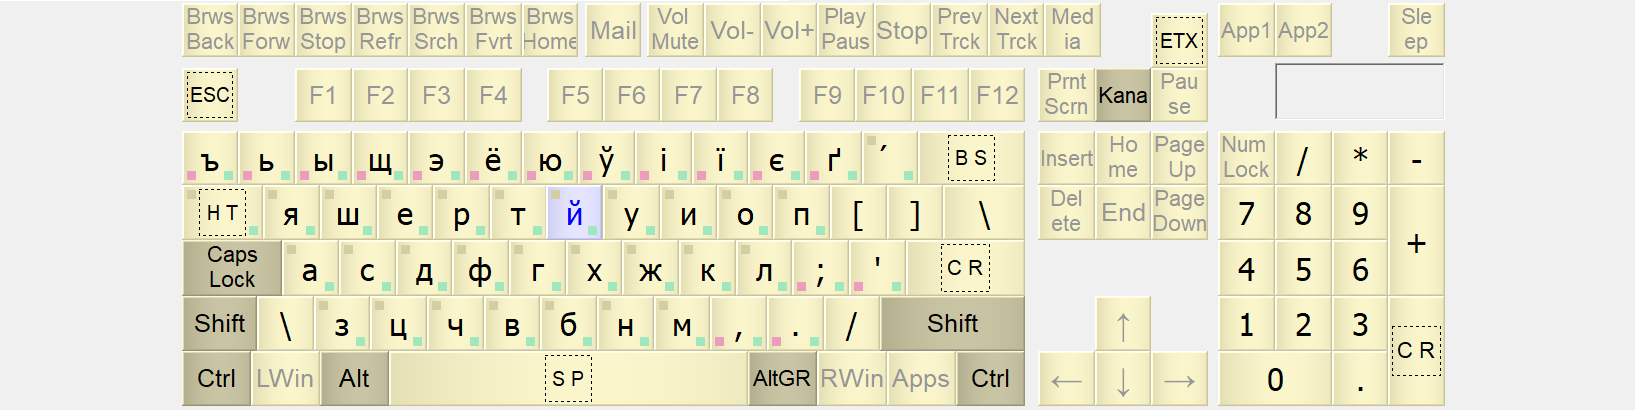 Brws Back Brws Forw Brws Stop Brws Refr Brws Srch Brws Fvrt Brws Home Mail Vol Mute Vol- Vol+ Play Paus Stop Prev Trck Next Trck Med ia ETX App1 App2 Sle ep
ESC F1 F2 F3 F4 F5 F6 F7 F8 F9 F10 F11 F12 Prnt Scrn Kana Pau se
ъ ь ы щ э ё ю ў і ї є ґ ´ BS Insert Ho me Page Up Num Lock / * -
HT я ш е р т й у и о п [ ] \ Del ete End Page Down 7 8 9 +
Caps Lock а с д ф г х ж к л ; ' CR 4 5 6
Shift \ з ц ч в б н м , . / Shift ↑ 1 2 3 CR
Ctrl LWin Alt SP AltGR RWin Apps Ctrl ← ↓ → 0 .